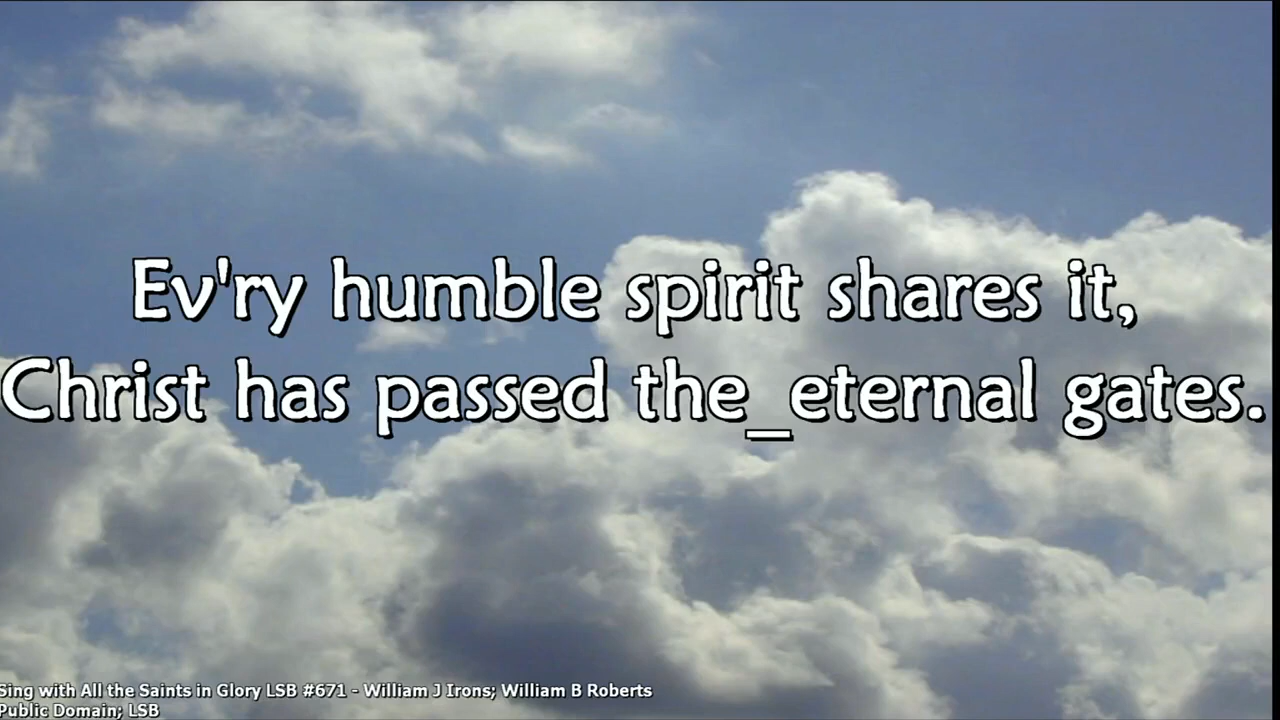 Ev'ry humble spirit shares it,
Christ has passed the_eternal gates.
Sing with All the Saints in Glory LSB #671 - William J Irons; William B Roberts
Public Domain; LSB